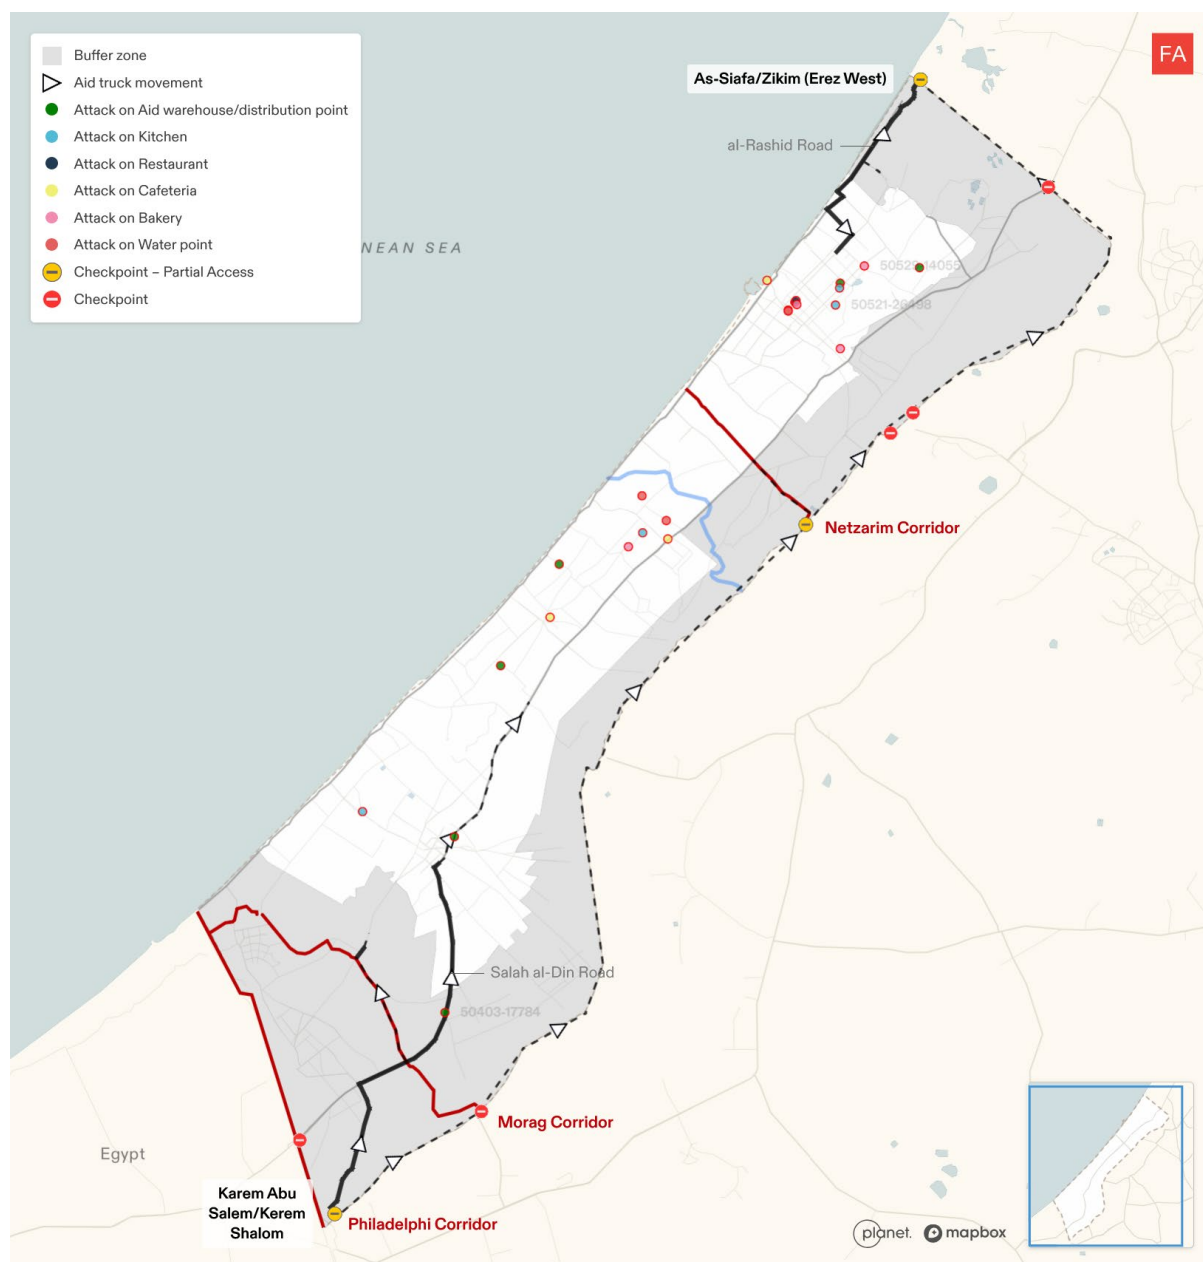 Buffer zone
Aid truck movement
Attack on Aid warehouse/distribution point
Attack on Kitchen
Attack on Restaurant
Attack on Cafeteria
Attack on Bakery
Attack on Water point
Checkpoint – Partial Access
Checkpoint
FA
As-Siafa/Zikim (Erez West)
al-Rashid Road
NEAN SEA
50522-14055
50521-26498
Netzarim Corridor
Salah al-Din Road
50403-17784
Morag Corridor
Egypt
Karem Abu
Salem/Kerem
Shalom
Philadelphi Corridor
planet. mapbox